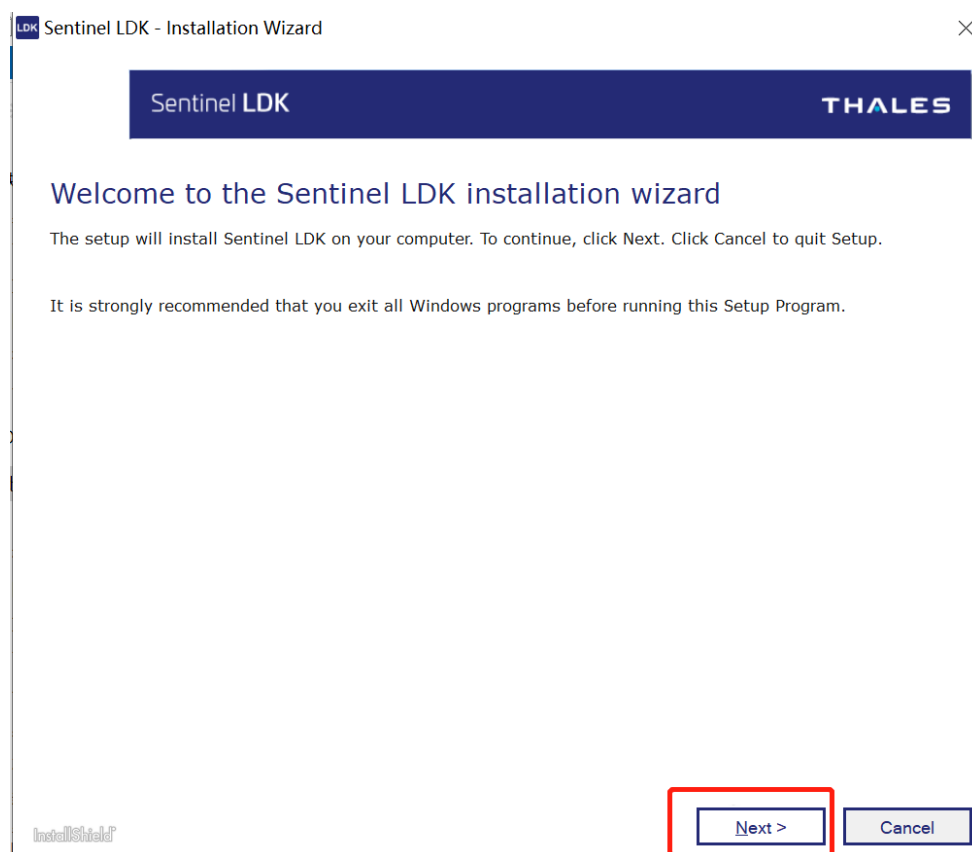 LDK Sentinel LDK - Installation Wizard
Sentinel LDK THALES
Welcome to the Sentinel LDK installation wizard
The setup will install Sentinel LDK on your computer. To continue, click Next. Click Cancel to quit Setup.
It is strongly recommended that you exit all Windows programs before running this Setup Program.
InstallShield Next > Cancel